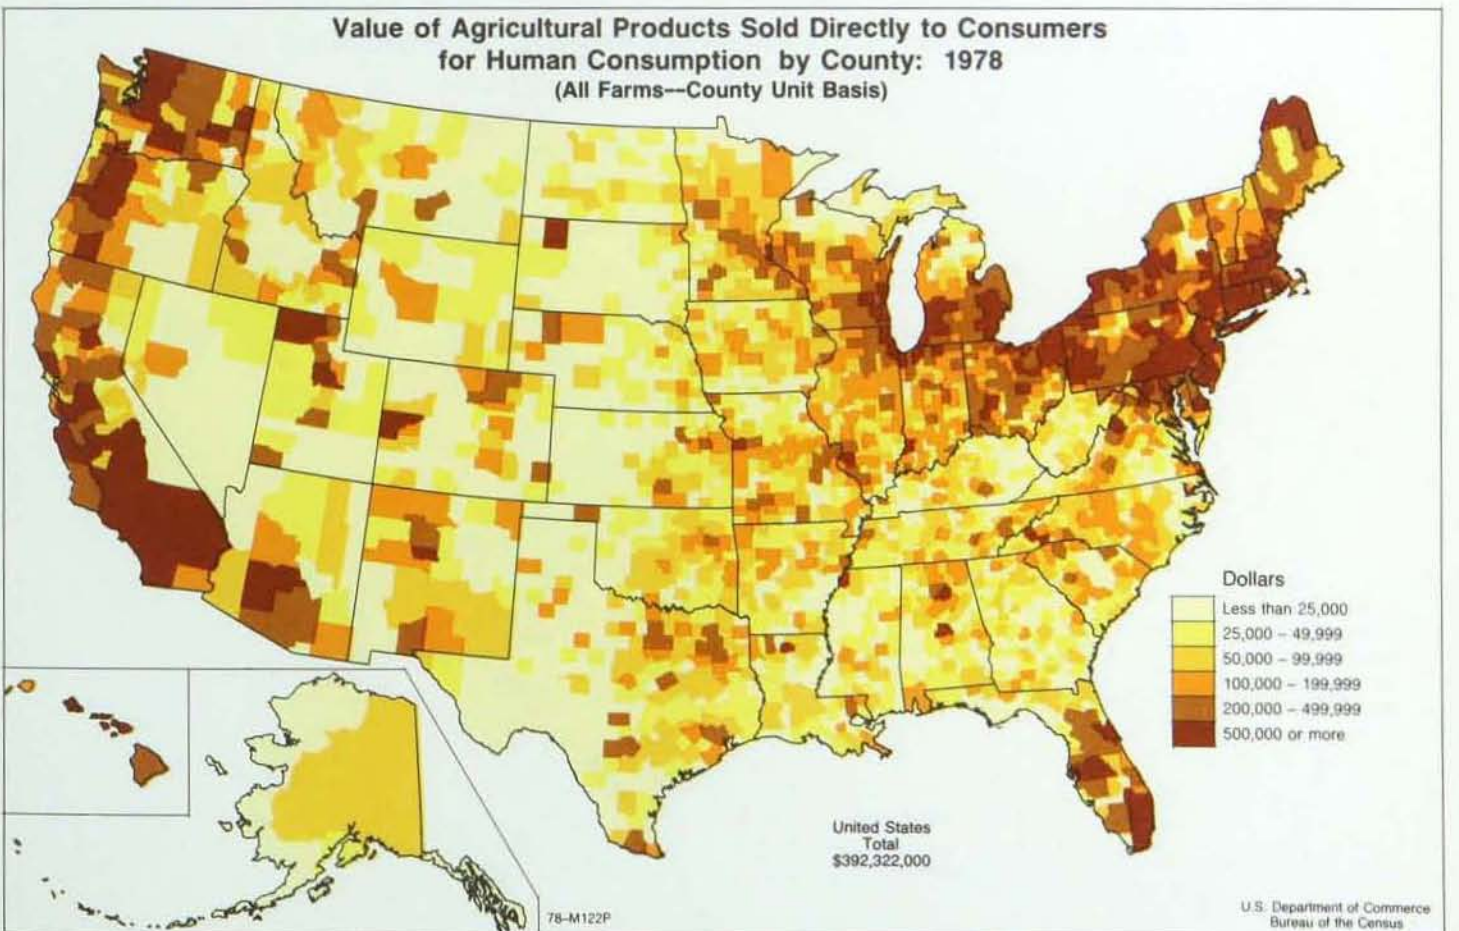 Value of Agricultural Products Sold Directly to Consumers
for Human Consumption by County: 1978
(All Farms--County Unit Basis)
Dollars
Less than 25,000
25,000 - 49,999
50,000 - 99,999
100,000 - 199,999
200,000 - 499,999
500,000 or more
United States
Total
$392,322,000
78-M122P
U.S. Department of Commerce
Bureau of the Census